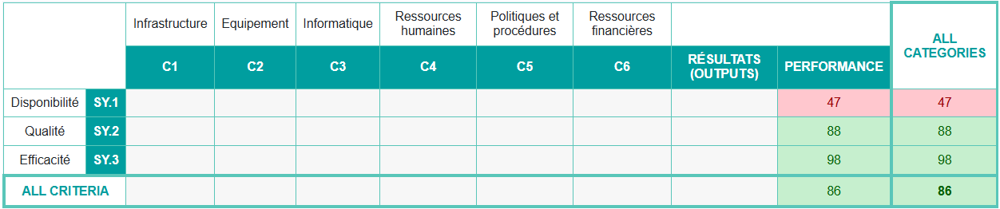 Infrastructure Equipement Informatique Ressources humaines Politiques et procédures Ressources financières
ALL CATEGORIES
C1 C2 C3 C4 C5 C6 RÉSULTATS (OUTPUTS) PERFORMANCE
Disponibilité SY.1 47 47
Qualité SY.2 88 88
Efficacité SY.3 98 98
ALL CRITERIA 86 86